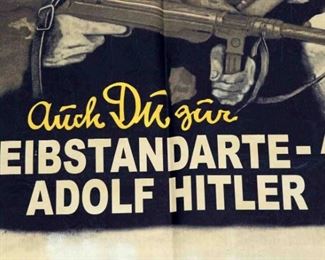 Auch Du zur
EIBSTANDARTE-
ADOLF HITLER